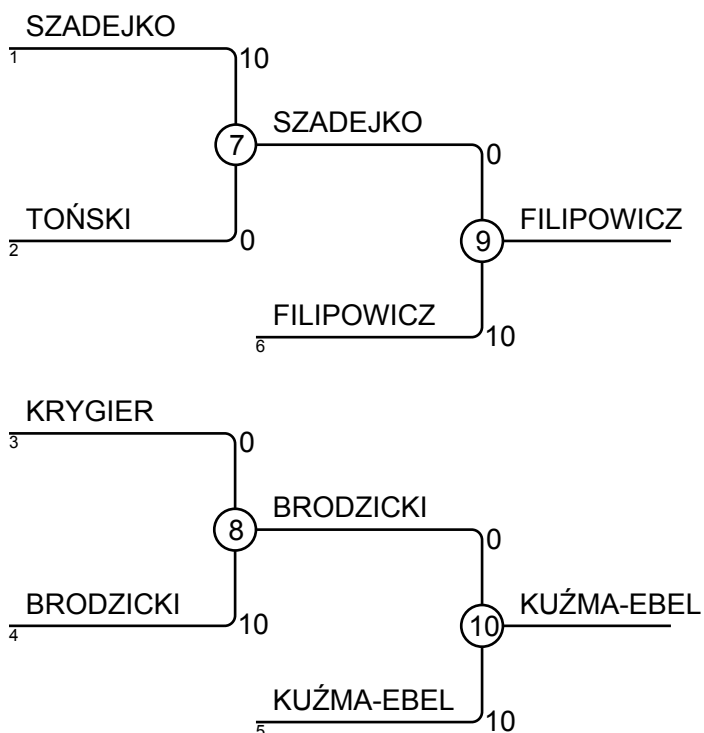 SZADEJKO
1
10
7
SZADEJKO
0
TOŃSKI
2
0
9
FILIPOWICZ
FILIPOWICZ
6
10
KRYGIER
3
0
8
BRODZICKI
0
BRODZICKI
4
10
10
KUŹMA-EBEL
KUŹMA-EBEL
5
10